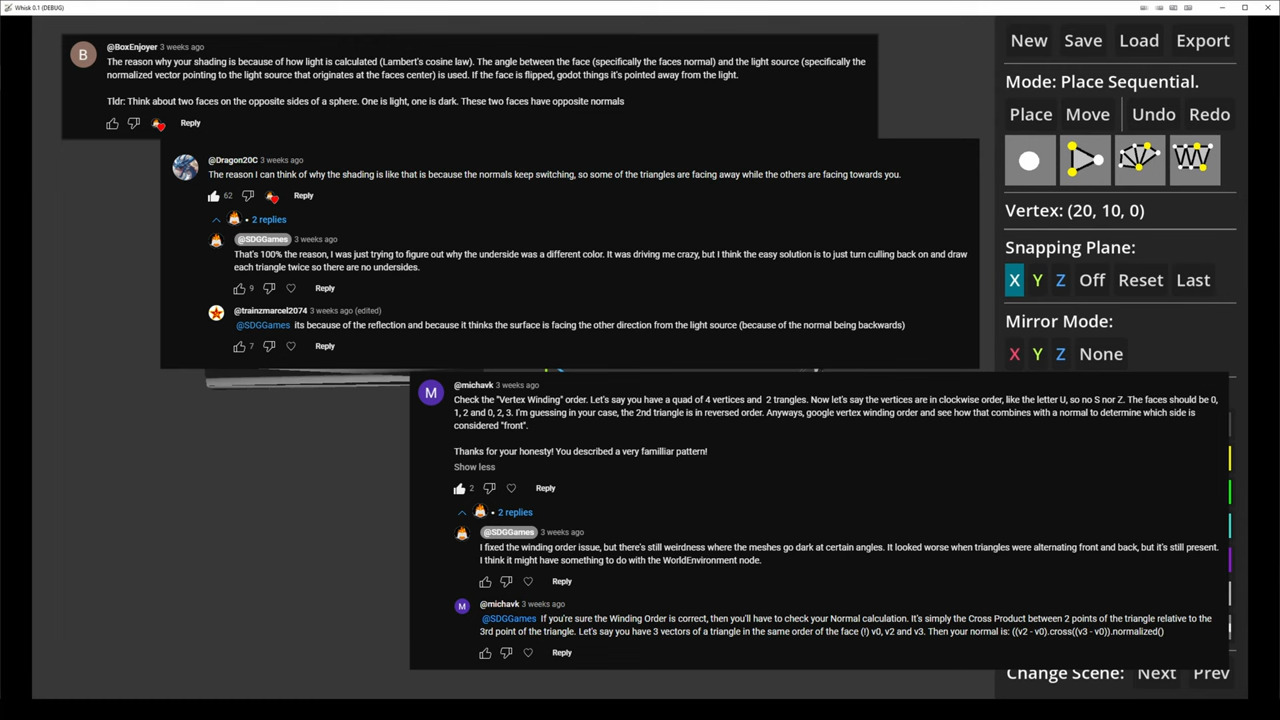 Whisk 0.1 (DEBUG)
B
@BoxEnjoyer 3 weeks ago
The reason why your shading is because of how light is calculated (Lambert's cosine law). The angle between the face (specifically the faces normal) and the light source (specifically the
normalized vector pointing to the light source that originates at the faces center) is used. If the face is flipped, godot things it's pointed away from the light.
Tldr: Think about two faces on the opposite sides of a sphere. One is light, one is dark. These two faces have opposite normals
Reply
@Dragon20C 3 weeks ago
The reason I can think of why the shading is like that is because the normals keep switching, so some of the triangles are facing away while the others are facing towards you.
62 Reply
• 2 replies
@SDGGames 3 weeks ago
That's 100% the reason, I was just trying to figure out why the underside was a different color. It was driving me crazy, but I think the easy solution is to just turn culling back on and draw
each triangle twice so there are no undersides.
9 Reply
@trainzmarcel2074 3 weeks ago (edited)
@SDGGames its because of the reflection and because it thinks the surface is facing the other direction from the light source (because of the normal being backwards)
7 Reply
M
@michavk 3 weeks ago
Check the "Vertex Winding" order. Let's say you have a quad of 4 vertices and 2 trangles. Now let's say the vertices are in clockwise order, like the letter U, so no S nor Z. The faces should be 0,
1, 2 and 0, 2, 3. I'm guessing in your case, the 2nd triangle is in reversed order. Anyways, google vertex winding order and see how that combines with a normal to determine which side is
considered "front".
Thanks for your honesty! You described a very familliar pattern!
Show less
2 Reply
• 2 replies
@SDGGames 3 weeks ago
I fixed the winding order issue, but there's still weirdness where the meshes go dark at certain angles. It looked worse when triangles were alternating front and back, but it's still present.
I think it might have something to do with the WorldEnvironment node.
Reply
M
@michavk 3 weeks ago
@SDGGames If you're sure the Winding Order is correct, then you'll have to check your Normal calculation. It's simply the Cross Product between 2 points of the triangle relative to the
3rd point of the triangle. Let's say you have 3 vectors of a triangle in the same order of the face (!) v0, v2 and v3. Then your normal is: ((v2 - v0).cross((v3 - v0)).normalized()
Reply
New Save Load Export
Mode: Place Sequential.
Place Move Undo Redo
Vertex: (20, 10, 0)
Snapping Plane:
X Y Z Off Reset Last
Mirror Mode:
X Y Z None
Change Scene: Next Prev